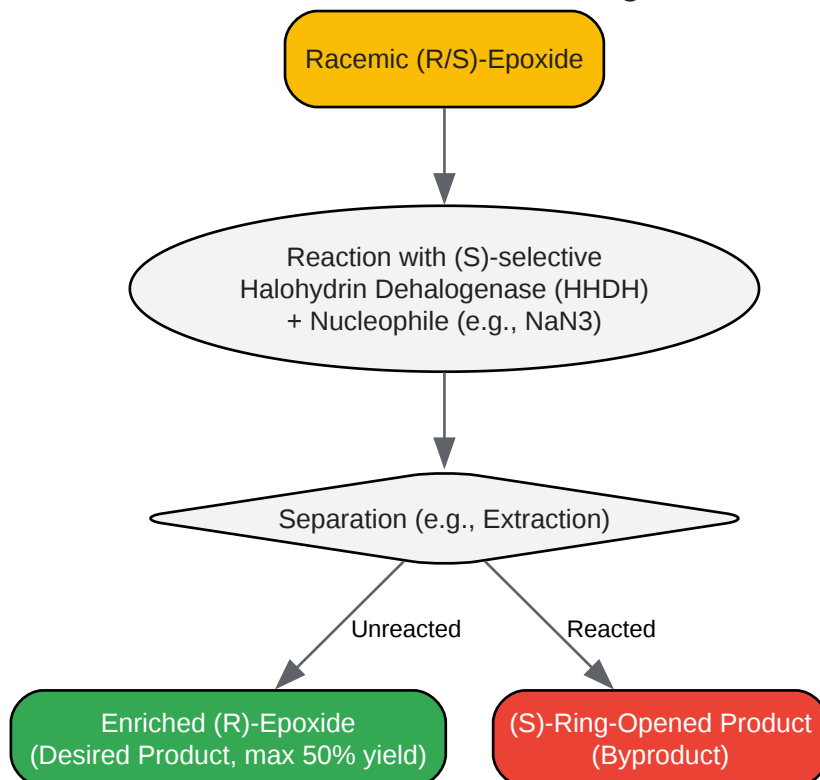 Racemic (R/S)-Epoxide
Reaction with (S)-selective
Halohydrin Dehalogenase (HHDH)
+ Nucleophile (e.g., NaN3)
Separation (e.g., Extraction)
Unreacted
Reacted
Enriched (R)-Epoxide
(Desired Product, max 50% yield)
(S)-Ring-Opened Product
(Byproduct)